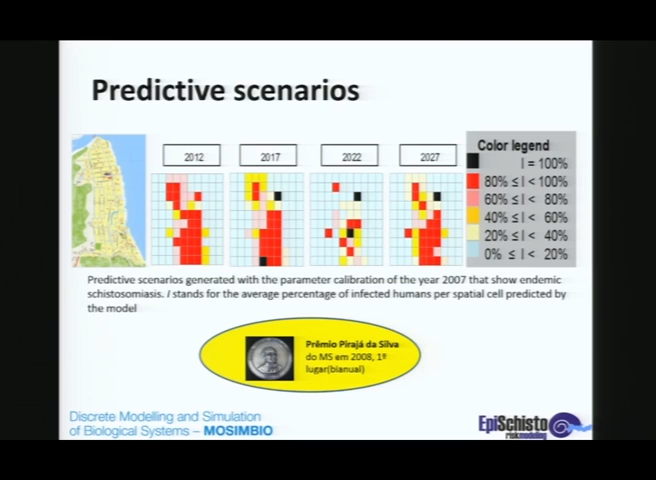 Predictive scenarios
2012
2017
2022
2027
Color legend
I = 100%
80% ≤ I < 100%
60% ≤ I < 80%
40% ≤ I < 60%
20% ≤ I < 40%
0% ≤ I < 20%
Predictive scenarios generated with the parameter calibration of the year 2007 that show endemic
schistosomiasis. I stands for the average percentage of infected humans per spatial cell predicted by
the model
Prêmio Pirajá da Silva
do MS em 2008, 1º
lugar(bianual)
Discrete Modelling and Simulation
of Biological Systems – MOSIMBIO
EpiSchisto
risk modeling